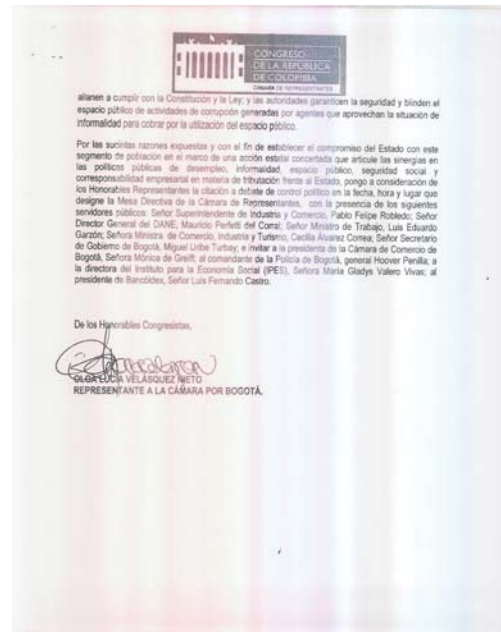 CONGRESO
DE LA REPÚBLICA
DE COLOMBIA
CÁMARA DE REPRESENTANTES
allanen a cumplir con la Constitución y la Ley; y las autoridades garanticen la seguridad y blinden el
espacio público de actividades de corrupción generadas por agentes que aprovechan la situación de
informalidad para cobrar por la utilización del espacio público.
Por las sucintas razones expuestas y con el fin de establecer el compromiso del Estado con este
segmento de población en el marco de una acción estatal concertada que articule las sinergias en
las políticas públicas de desempleo, informalidad, espacio público, seguridad social y
corresponsabilidad empresarial en materia de tributación frente al Estado, pongo a consideración de
los Honorables Representantes la citación a debate de control político en la fecha, hora y lugar que
designe la Mesa Directiva de la Cámara de Representantes, con la presencia de los siguientes
servidores públicos: Señor Superintendente de Industria y Comercio, Pablo Felipe Robledo; Señor
Director General del DANE, Mauricio Perfetti del Corral; Señor Ministro de Trabajo, Luis Eduardo
Garzón; Señora Ministra de Comercio, Industria y Turismo, Cecilia Álvarez Correa; Señor Secretario
de Gobierno de Bogotá, Miguel Uribe Turbay; e invitar a la presidenta de la Cámara de Comercio de
Bogotá, Señora Mónica de Greiff; al comandante de la Policía de Bogotá, general Hoover Penilla; a
la directora del Instituto para la Economía Social (IPES), Señora María Gladys Valero Vivas; al
presidente de Bancóldex, Señor Luis Fernando Castro.
De los Honorables Congresistas,
OLGA LUCIA VELÁSQUEZ NIETO
REPRESENTANTE A LA CÁMARA POR BOGOTÁ.